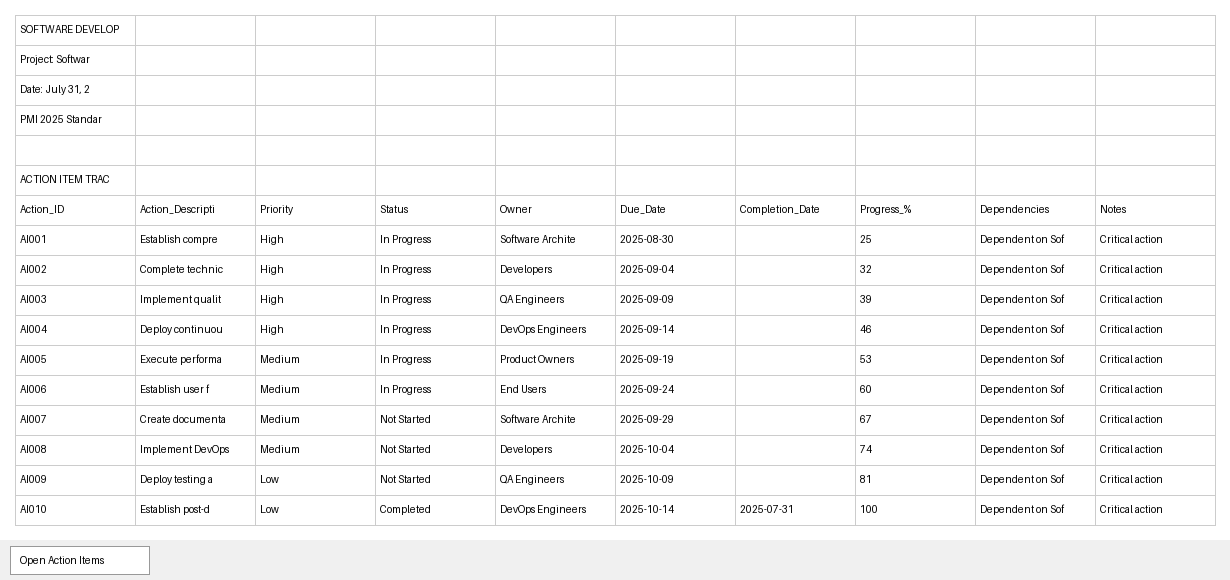 SOFTWARE DEVELOP
Project: Softwar
Date: July 31, 2
PMI 2025 Standar
ACTION ITEM TRAC
Action_ID Action_Descripti Priority Status Owner Due_Date Completion_Date Progress_% Dependencies Notes
AI001 Establish compre High In Progress Software Archite 2025-08-30 25 Dependent on Sof Critical action
AI002 Complete technic High In Progress Developers 2025-09-04 32 Dependent on Sof Critical action
AI003 Implement qualit High In Progress QA Engineers 2025-09-09 39 Dependent on Sof Critical action
AI004 Deploy continuou High In Progress DevOps Engineers 2025-09-14 46 Dependent on Sof Critical action
AI005 Execute performa Medium In Progress Product Owners 2025-09-19 53 Dependent on Sof Critical action
AI006 Establish user f Medium In Progress End Users 2025-09-24 60 Dependent on Sof Critical action
AI007 Create documenta Medium Not Started Software Archite 2025-09-29 67 Dependent on Sof Critical action
AI008 Implement DevOps Medium Not Started Developers 2025-10-04 74 Dependent on Sof Critical action
AI009 Deploy testing a Low Not Started QA Engineers 2025-10-09 81 Dependent on Sof Critical action
AI010 Establish post-d Low Completed DevOps Engineers 2025-10-14 2025-07-31 100 Dependent on Sof Critical action
Open Action Items